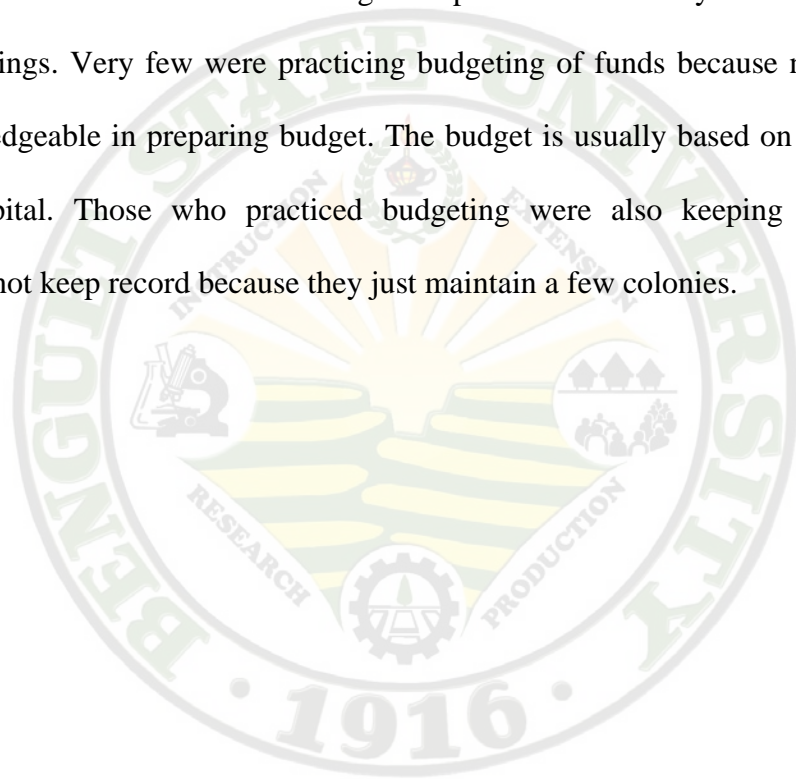 ings. Very few were practicing budgeting of funds because
edgeable in preparing budget. The budget is usually based on
pital. Those who practiced budgeting were also keeping
not keep record because they just maintain a few colonies.
BENGUET STATE UNIVERSITY
INSTRUCTION
EXTENSION
RESEARCH
PRODUCTION
• 1916 •